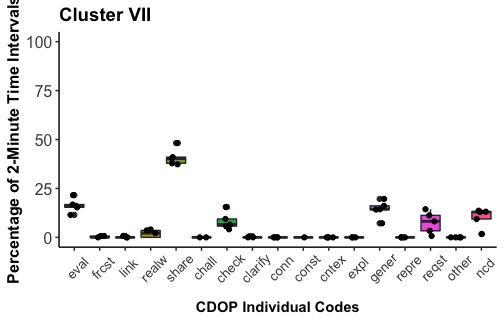 Cluster VII
Percentage of 2-Minute Time Intervals
100
75
50
25
0
eval
frcst
link
realw
share
chall
check
clarify
conn
const
cntex
expl
gener
repre
reqst
other
ncd
CDOP Individual Codes